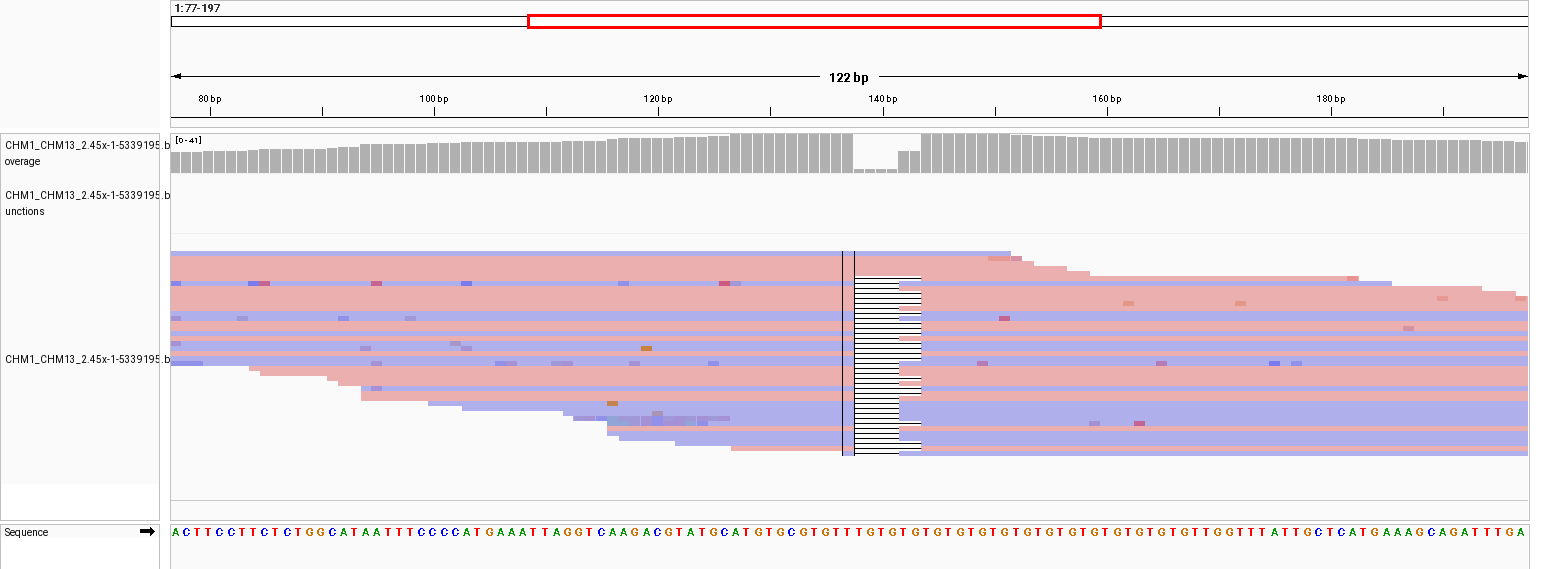 1:77-197
122 bp
80 bp 100 bp 120 bp 140 bp 160 bp 180 bp
[0-41]
CHM1_CHM13_2.45x-1-5339195.b
overage
CHM1_CHM13_2.45x-1-5339195.b
unctions
CHM1_CHM13_2.45x-1-5339195.b
Sequence ACTTCCTTCTCTGGCATAATTTCCCCATGAAATTAGGTCAAGACGTATGCATGTGCGTGTTTGTGTGTGTGTGTGTGTGTGTGTGTGTGTGTTGGTTTATTGCTCATGAAAGCAGATTTGA